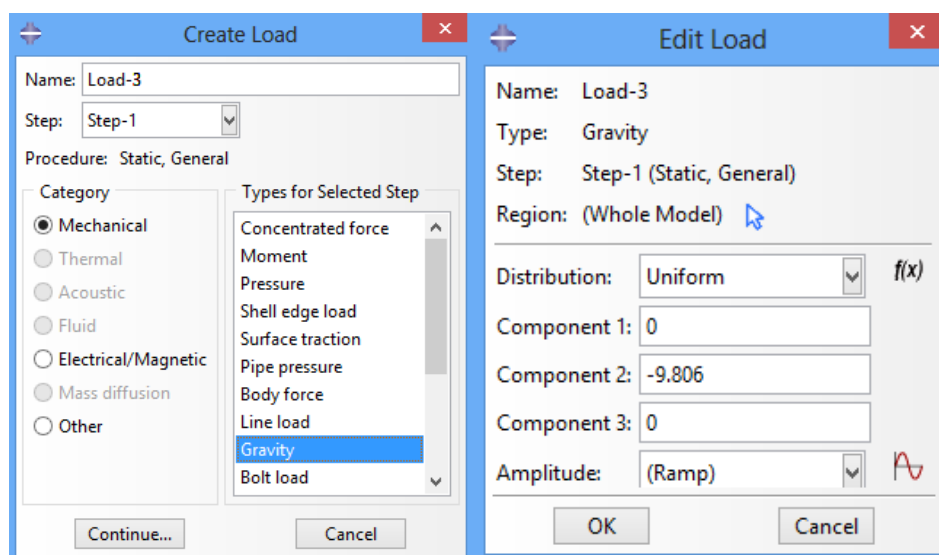 Create Load
x
Name: Load-3
Step: Step-1
Procedure: Static, General
Category
Mechanical
Thermal
Acoustic
Fluid
Electrical/Magnetic
Mass diffusion
Other
Types for Selected Step
Concentrated force
Moment
Pressure
Shell edge load
Surface traction
Pipe pressure
Body force
Line load
Gravity
Bolt load
Continue...
Cancel
Edit Load
x
Name: Load-3
Type: Gravity
Step: Step-1 (Static, General)
Region: (Whole Model)
Distribution: Uniform
f(x)
Component 1: 0
Component 2: -9.806
Component 3: 0
Amplitude: (Ramp)
OK
Cancel